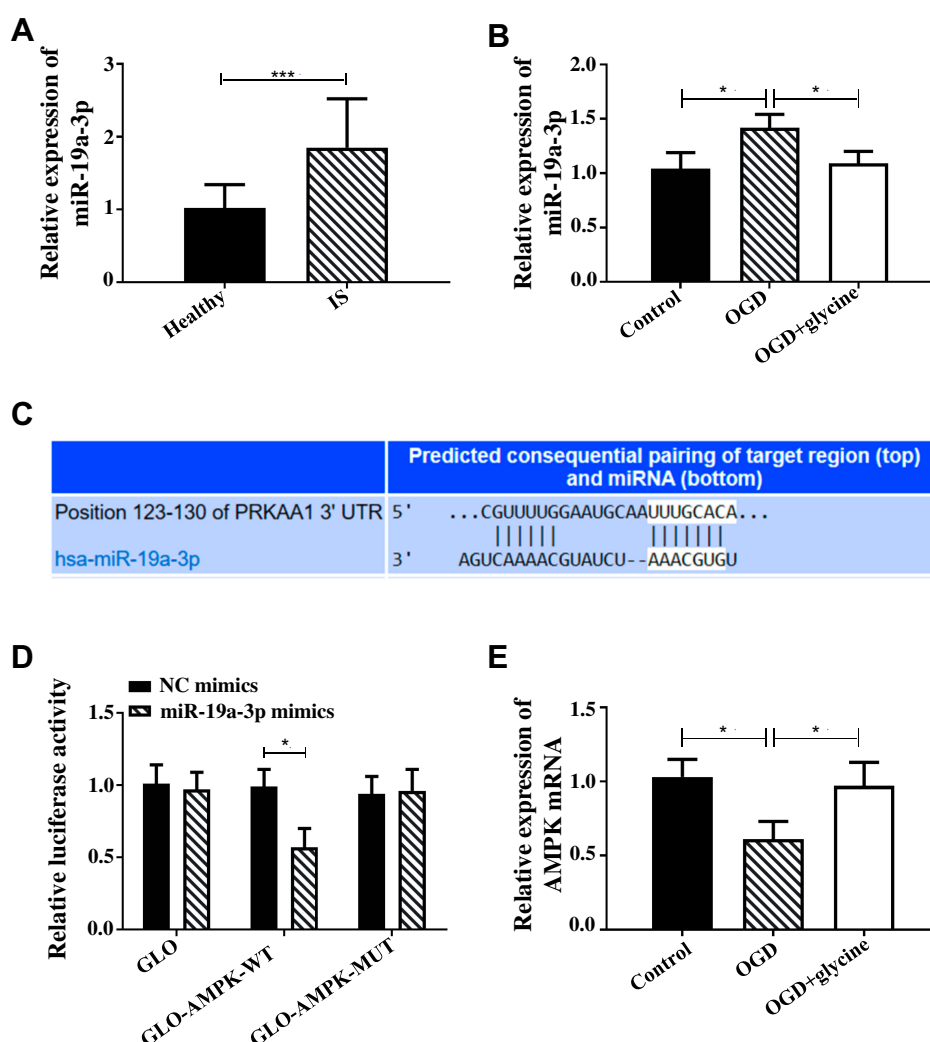 A
Relative expression of
miR-19a-3p
3
2
1
0
***
Healthy
IS
B
Relative expression of
miR-19a-3p
2.0
1.5
1.0
0.5
0.0
*
*
Control
OGD
OGD+glycine
C
Predicted consequential pairing of target region (top)
and miRNA (bottom)
Position 123-130 of PRKAA1 3' UTR 5' ...CGUUUUGGAAUGCAAUUUGCACA...
|||||| |||||||
hsa-miR-19a-3p 3' AGUCAAAACGUAUCU--AAACGUGU
D
Relative luciferase activity
NC mimics
miR-19a-3p mimics
1.5
1.0
0.5
0.0
*
GLO
GLO-AMPK-WT
GLO-AMPK-MUT
E
Relative expression of
AMPK mRNA
1.5
1.0
0.5
0.0
*
*
Control
OGD
OGD+glycine